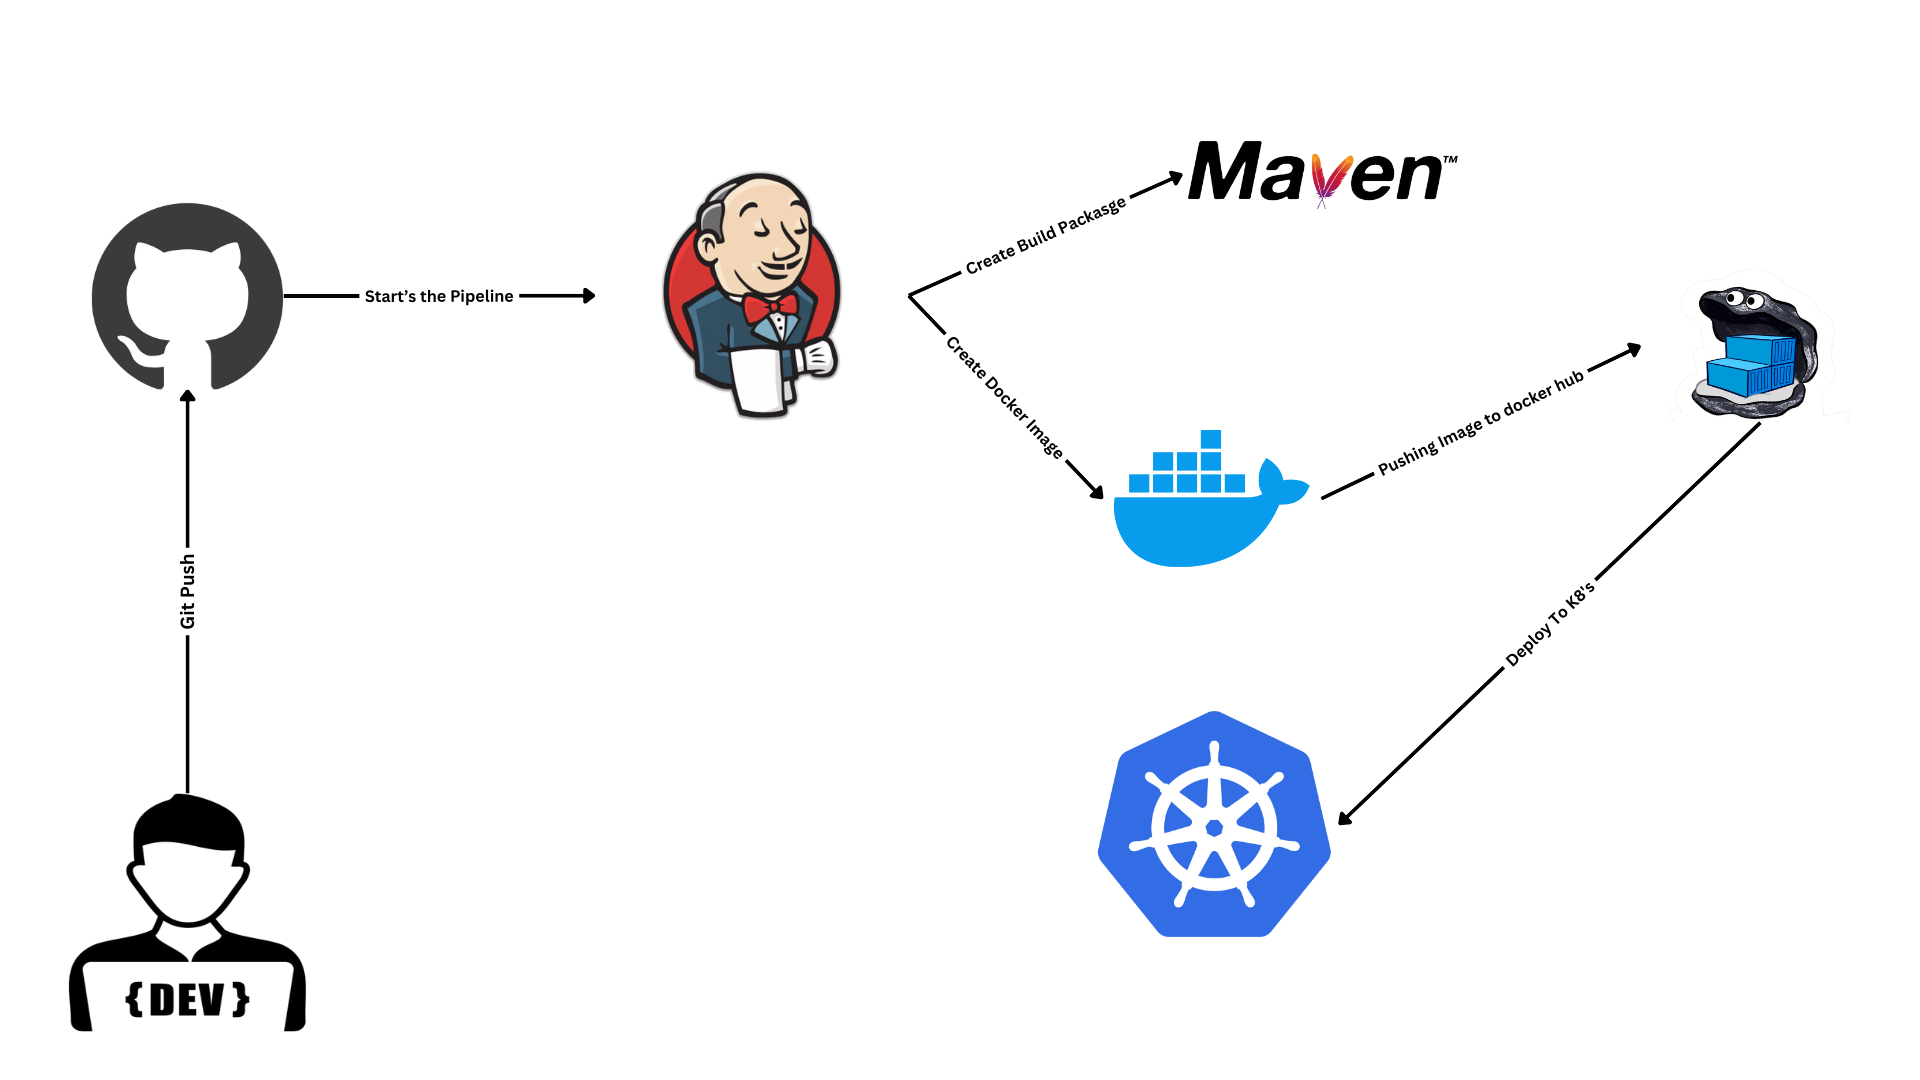 Maven™
Start's the Pipeline
Create Build Packasge
Create Docker Image
Pushing Image to docker hub
Git Push
Deploy To K8's
{DEV}